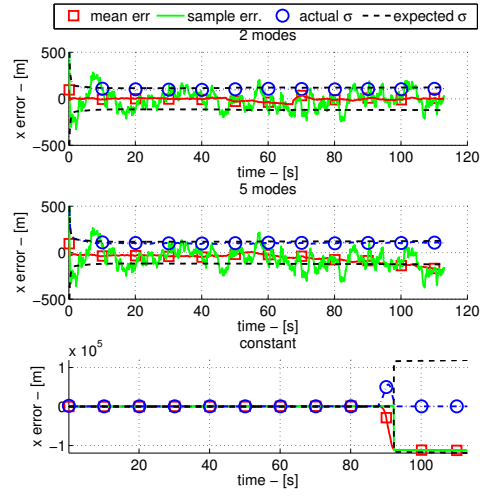 mean err sample err. actual σ expected σ
2 modes
500
0
−500
x error − [m]
0 20 40 60 80 100 120
time − [s]
5 modes
500
0
−500
x error − [m]
0 20 40 60 80 100 120
time − [s]
constant
x 10^5
1
0
−1
x error − [m]
20 40 60 80 100
time − [s]